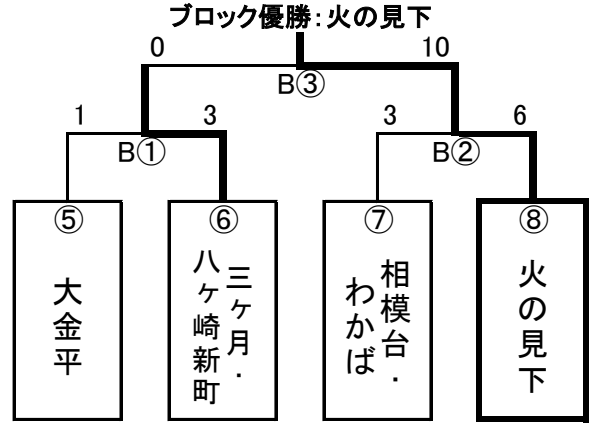 ブロック優勝：火の見下
0
10
B③
1
3
3
6
B①
B②
⑤
⑥
⑦
⑧
大金平
三ヶ月・
八ヶ崎新町
相模台・
わかば
火の見下